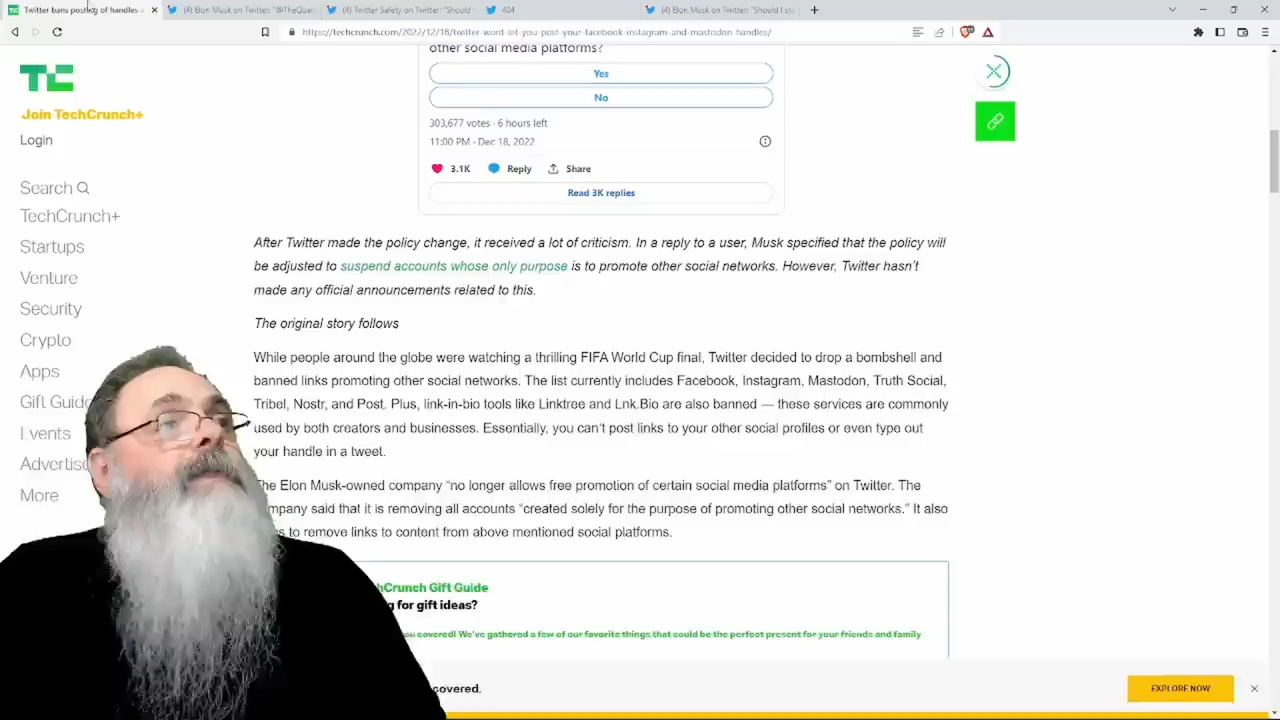 Twitter bans posting of handles
(4) Elon Musk on Twitter: "@TheQua
(4) Twitter Safety on Twitter: "Should
404
(4) Elon Musk on Twitter: "Should I ste
https://techcrunch.com/2022/12/18/twitter-wont-let-you-post-your-facebook-instagram-and-mastodon-handles/
TC
Join TechCrunch+
Login
Search
TechCrunch+
Startups
Venture
Security
Crypto
Apps
Gift Guide
Events
Advertise
More
other social media platforms?
Yes
No
303,677 votes · 6 hours left
11:00 PM · Dec 18, 2022
3.1K Reply Share
Read 3K replies
After Twitter made the policy change, it received a lot of criticism. In a reply to a user, Musk specified that the policy will
be adjusted to suspend accounts whose only purpose is to promote other social networks. However, Twitter hasn't
made any official announcements related to this.
The original story follows
While people around the globe were watching a thrilling FIFA World Cup final, Twitter decided to drop a bombshell and
banned links promoting other social networks. The list currently includes Facebook, Instagram, Mastodon, Truth Social,
Tribel, Nostr, and Post. Plus, link-in-bio tools like Linktree and Lnk.Bio are also banned — these services are commonly
used by both creators and businesses. Essentially, you can't post links to your other social profiles or even type out
your handle in a tweet.
The Elon Musk-owned company "no longer allows free promotion of certain social media platforms" on Twitter. The
mpany said that it is removing all accounts "created solely for the purpose of promoting other social networks." It also
to remove links to content from above mentioned social platforms.
hCrunch Gift Guide
g for gift ideas?
ou covered! We've gathered a few of our favorite things that could be the perfect present for your friends and family
covered.
EXPLORE NOW